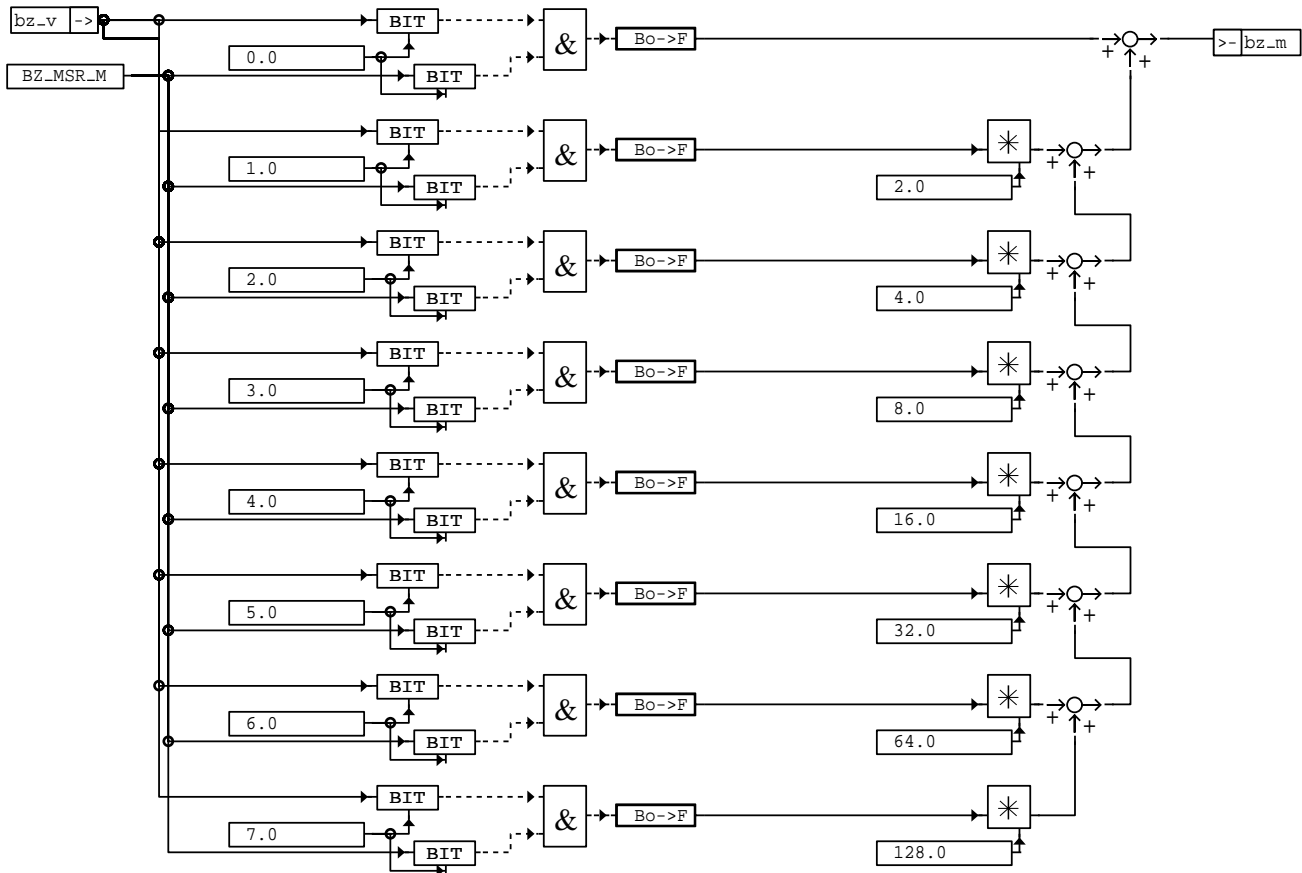 bz_v -> BIT & Bo->F + >- bz_m
0.0 +
BZ_MSR_M BIT
BIT & Bo->F * +
1.0 2.0 +
BIT
BIT & Bo->F * +
2.0 4.0 +
BIT
BIT & Bo->F * +
3.0 8.0 +
BIT
BIT & Bo->F * +
4.0 16.0 +
BIT
BIT & Bo->F * +
5.0 32.0 +
BIT
BIT & Bo->F * +
6.0 64.0 +
BIT
BIT & Bo->F *
7.0 128.0
BIT